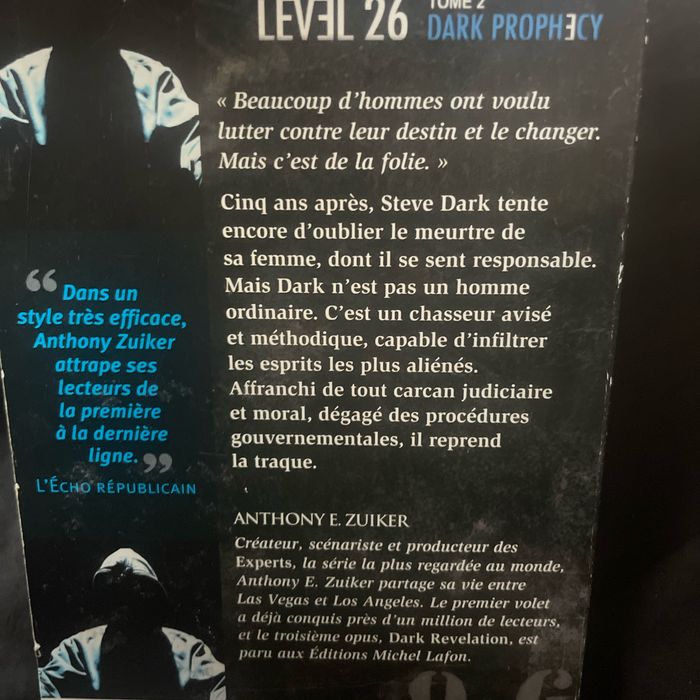 LEVEL 26
TOME 2
DARK PROPHECY
« Beaucoup d'hommes ont voulu
lutter contre leur destin et le changer.
Mais c'est de la folie. »
Cinq ans après, Steve Dark tente
encore d'oublier le meurtre de
sa femme, dont il se sent responsable.
Mais Dark n'est pas un homme
ordinaire. C'est un chasseur avisé
et méthodique, capable d'infiltrer
les esprits les plus aliénés.
Affranchi de tout carcan judiciaire
et moral, dégagé des procédures
gouvernementales, il reprend
la traque.
“ Dans un
style très efficace,
Anthony Zuiker
attrape ses
lecteurs de
la première
à la dernière
ligne. ”
L'ÉCHO RÉPUBLICAIN
ANTHONY E. ZUIKER
Créateur, scénariste et producteur des
Experts, la série la plus regardée au monde,
Anthony E. Zuiker partage sa vie entre
Las Vegas et Los Angeles. Le premier volet
a déjà conquis près d'un million de lecteurs,
et le troisième opus, Dark Revelation, est
paru aux Éditions Michel Lafon.